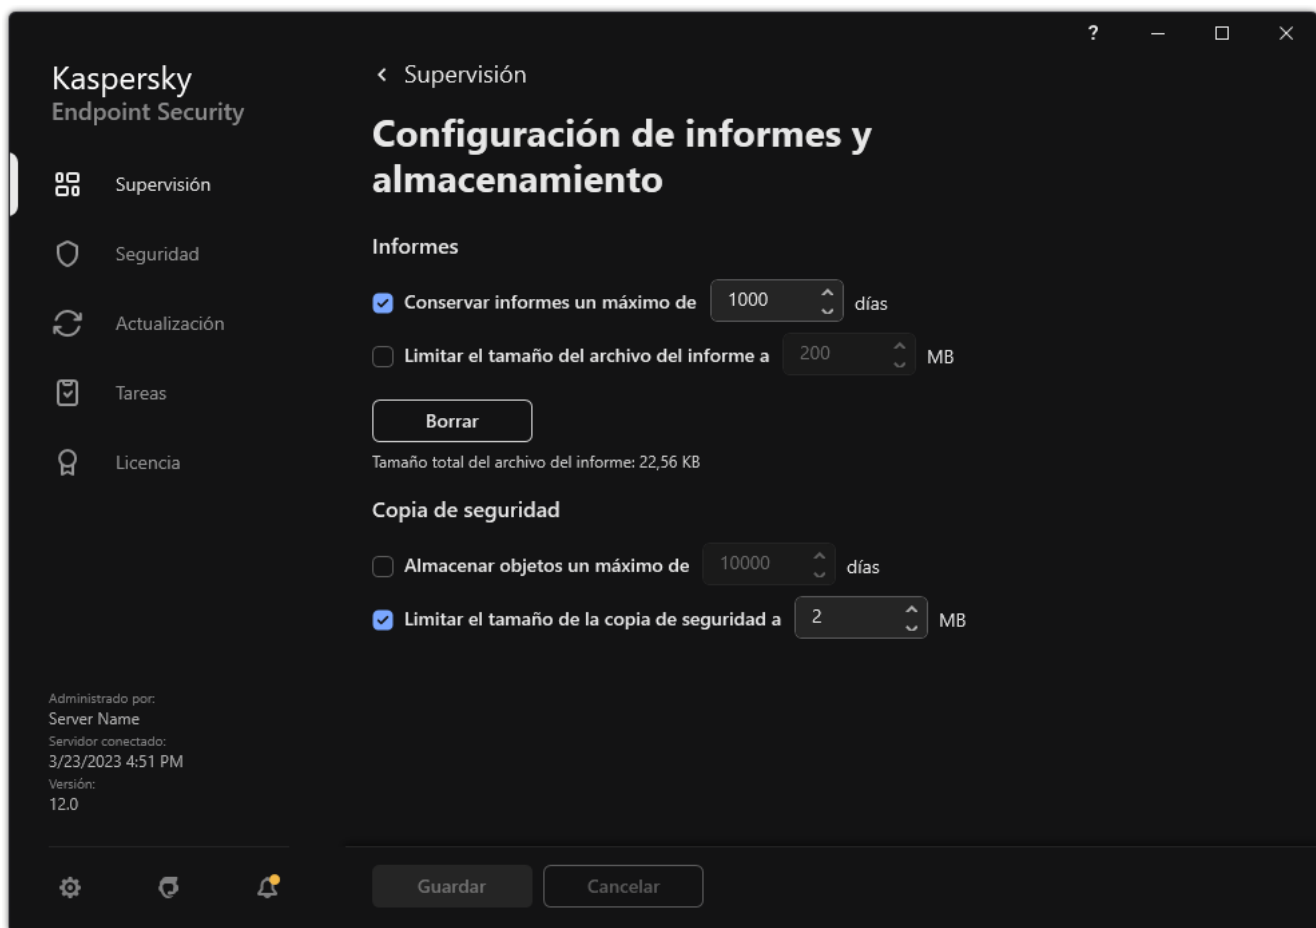 ?
Kaspersky
Endpoint Security
Supervisión
Seguridad
Actualización
Tareas
Licencia
Administrado por:
Server Name
Servidor conectado:
3/23/2023 4:51 PM
Versión:
12.0
Supervisión
Configuración de informes y
almacenamiento
Informes
Conservar informes un máximo de 1000 días
Limitar el tamaño del archivo del informe a 200 MB
Borrar
Tamaño total del archivo del informe: 22,56 KB
Copia de seguridad
Almacenar objetos un máximo de 10000 días
Limitar el tamaño de la copia de seguridad a 2 MB
Guardar Cancelar